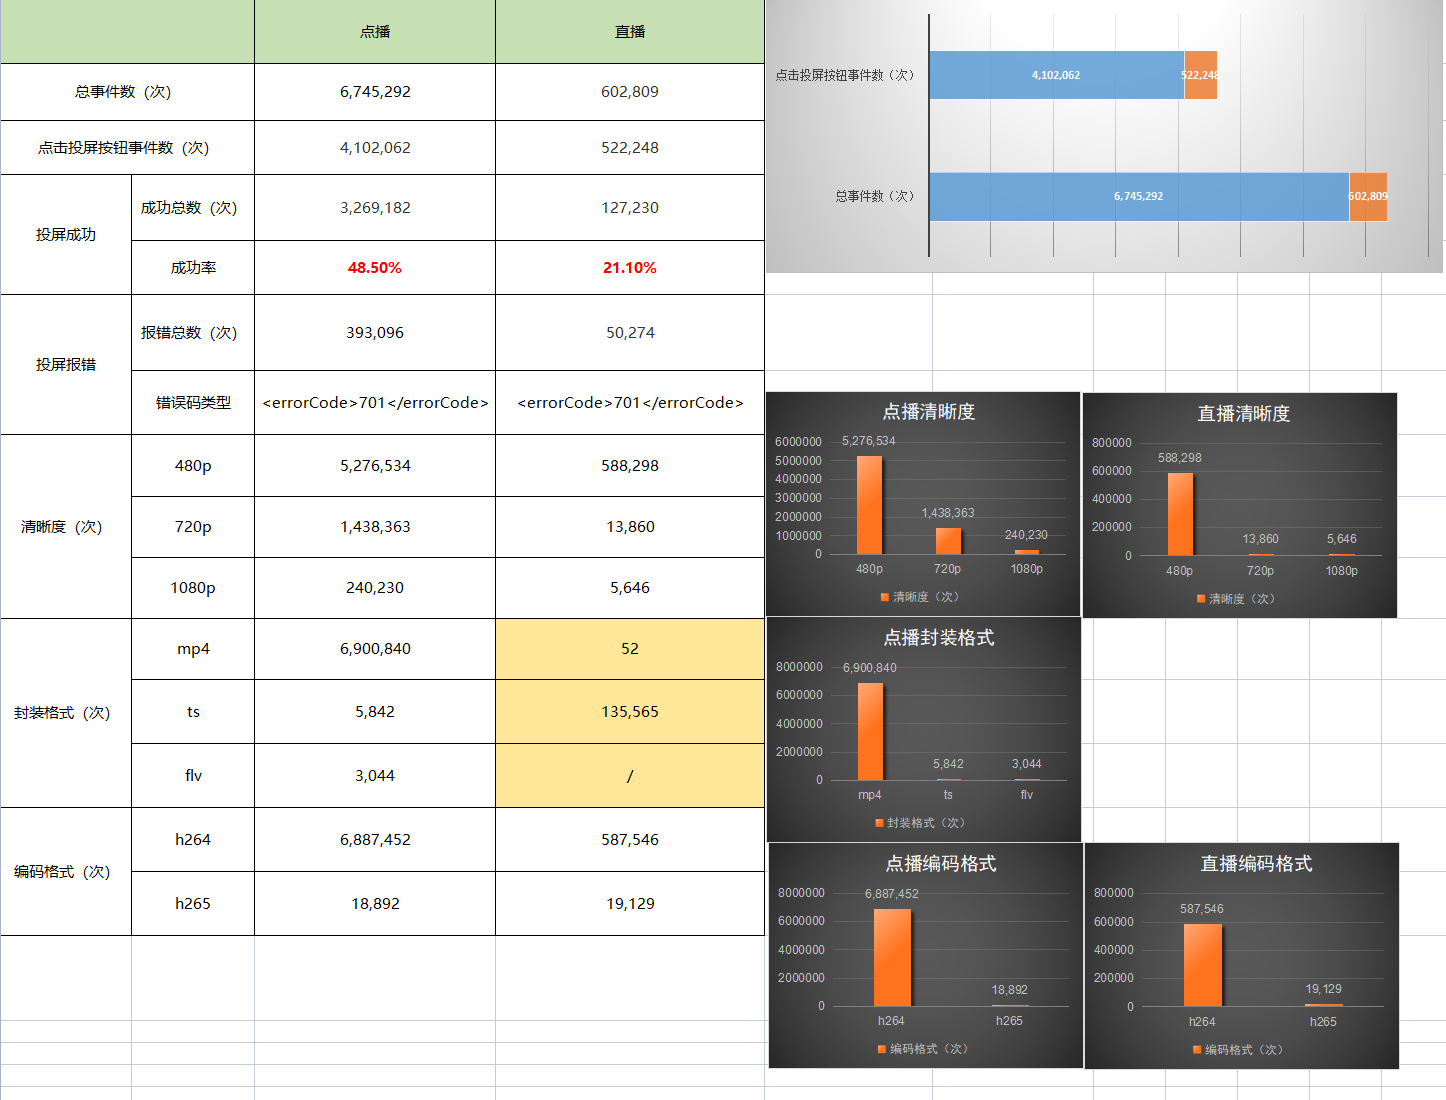 点播 直播
总事件数（次） 6,745,292 602,809
点击投屏按钮事件数（次） 4,102,062 522,248
投屏成功
成功总数（次） 3,269,182 127,230
成功率 48.50% 21.10%
投屏报错
报错总数（次） 393,096 50,274
错误码类型 <errorCode>701</errorCode> <errorCode>701</errorCode>
清晰度（次）
480p 5,276,534 588,298
720p 1,438,363 13,860
1080p 240,230 5,646
封装格式（次）
mp4 6,900,840 52
ts 5,842 135,565
flv 3,044 /
编码格式（次）
h264 6,887,452 587,546
h265 18,892 19,129
点击投屏按钮事件数（次） 4,102,062 522,248
总事件数（次） 6,745,292 602,809
点播清晰度
6000000
5000000
4000000
3000000
2000000
1000000
0
5,276,534
1,438,363
240,230
480p 720p 1080p
清晰度（次）
直播清晰度
800000
600000
400000
200000
0
588,298
13,860
5,646
480p 720p 1080p
清晰度（次）
点播封装格式
8000000
6000000
4000000
2000000
0
6,900,840
5,842
3,044
mp4 ts flv
封装格式（次）
点播编码格式
8000000
6000000
4000000
2000000
0
6,887,452
18,892
h264 h265
编码格式（次）
直播编码格式
800000
600000
400000
200000
0
587,546
19,129
h264 h265
编码格式（次）